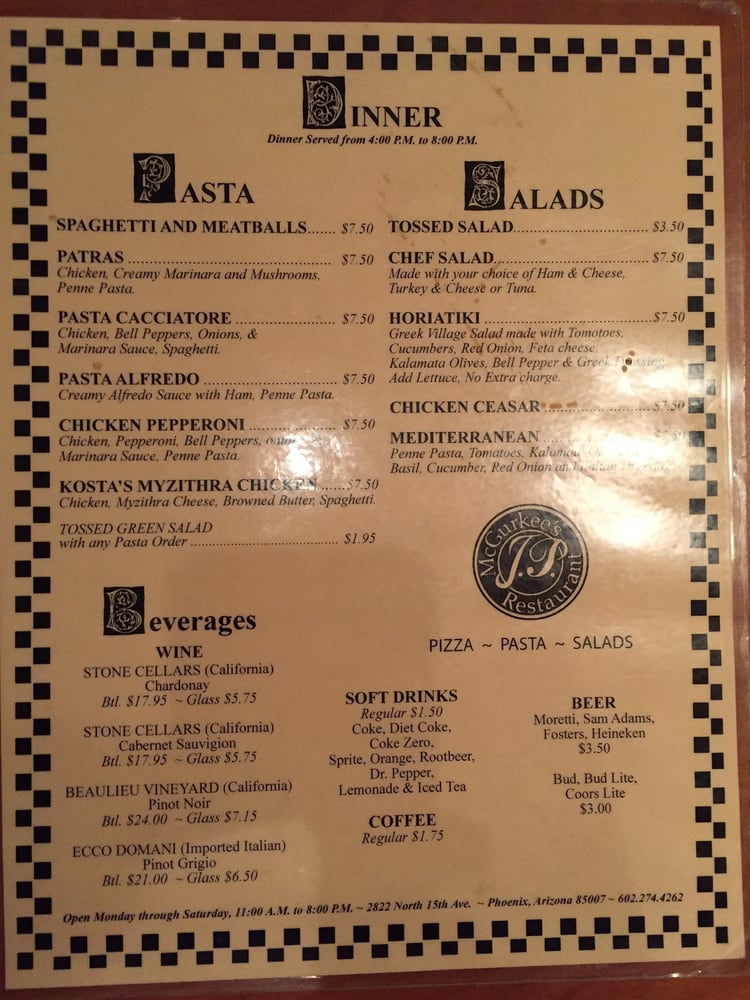 DINNER
Dinner Served from 4:00 P.M. to 8:00 P.M.
PASTA
SPAGHETTI AND MEATBALLS....... $7.50
PATRAS ................................................ $7.50
Chicken, Creamy Marinara and Mushrooms,
Penne Pasta.
PASTA CACCIATORE ........................... $7.50
Chicken, Bell Peppers, Onions, &
Marinara Sauce, Spaghetti.
PASTA ALFREDO ................................. $7.50
Creamy Alfredo Sauce with Ham, Penne Pasta.
CHICKEN PEPPERONI ....................... $7.50
Chicken, Pepperoni, Bell Peppers,
Marinara Sauce, Penne Pasta.
KOSTA'S MYZITHRA CHICKEN ......$7.50
Chicken, Myzithra Cheese, Browned Butter, Spaghetti.
TOSSED GREEN SALAD
with any Pasta Order .................................... $1.95
SALADS
TOSSED SALAD................................ $3.50
CHEF SALAD.................................... $7.50
Made with your choice of Ham & Cheese,
Turkey & Cheese or Tuna.
HORIATIKI ........................................$7.50
Greek Village Salad made with Tomotoes,
Cucumbers, Red Onion, Feta cheese,
Kalamata Olives, Bell Pepper & Greek Dressing.
Add Lettuce, No Extra charge.
CHICKEN CEASAR $7.50
MEDITERRANEAN
Penne Pasta, Tomatoes, Kalamata
Basil, Cucumber, Red Onion and Italian
McGurkee's
J.P.
Restaurant
PIZZA ~ PASTA ~ SALADS
Beverages
WINE
STONE CELLARS (California)
Chardonay
Btl. $17.95 ~ Glass $5.75
STONE CELLARS (California)
Cabernet Sauvigion
Btl. $17.95 ~ Glass $5.75
BEAULIEU VINEYARD (California)
Pinot Noir
Btl. $24.00 ~ Glass $7.15
ECCO DOMANI (Imported Italian)
Pinot Grigio
Btl. $21.00 ~ Glass $6.50
SOFT DRINKS
Regular $1.50
Coke, Diet Coke,
Coke Zero,
Sprite, Orange, Rootbeer,
Dr. Pepper,
Lemonade & Iced Tea
COFFEE
Regular $1.75
BEER
Moretti, Sam Adams,
Fosters, Heineken
$3.50
Bud, Bud Lite,
Coors Lite
$3.00
Open Monday through Saturday, 11:00 A.M. to 8:00 P.M. ~ 2822 North 15th Ave. ~ Phoenix, Arizona 85007 ~ 602.274.4262